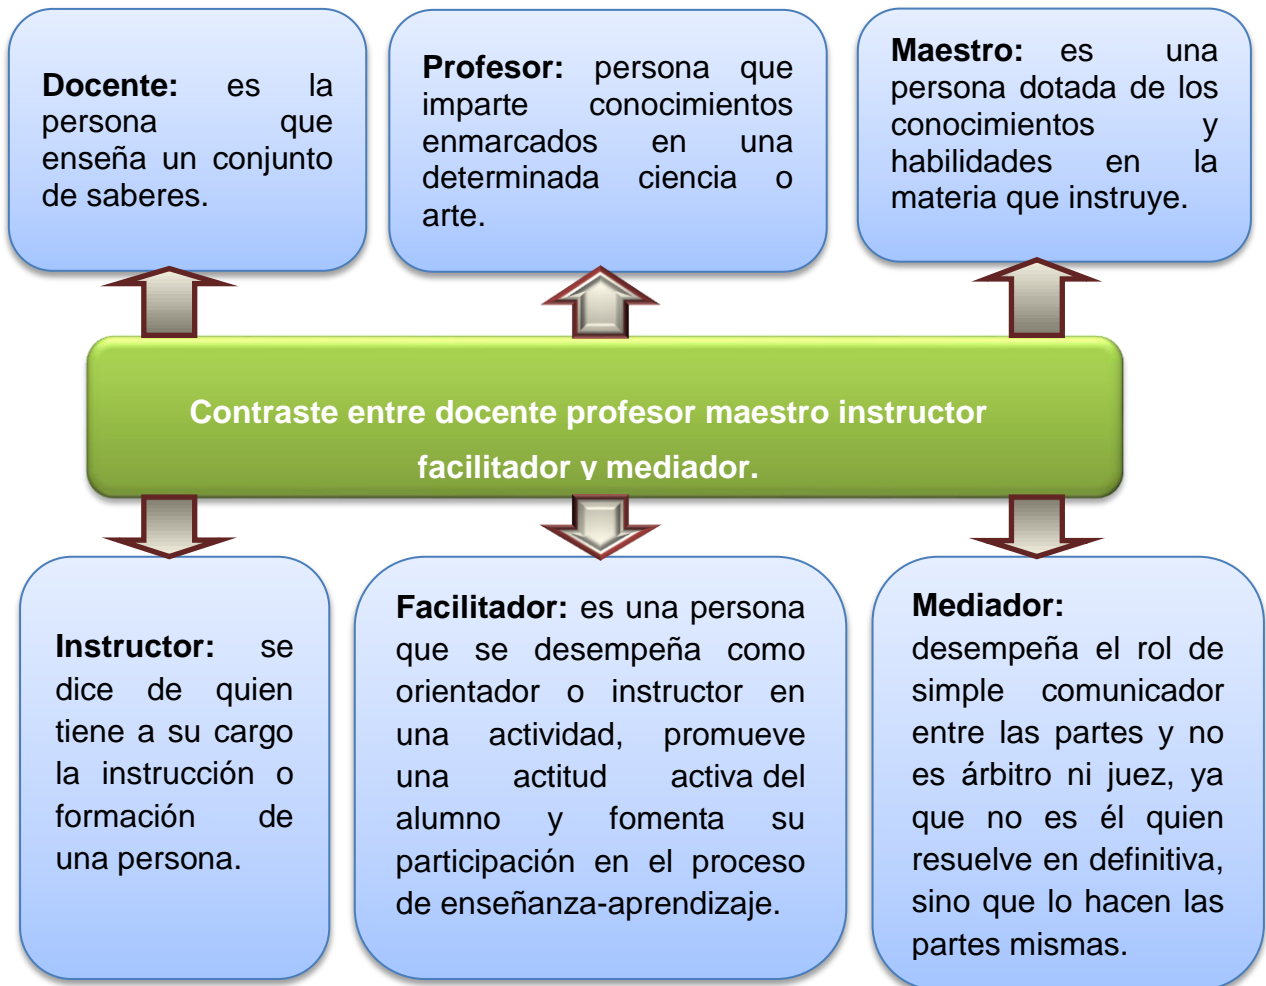 Docente: es la
persona que
enseña un conjunto
de saberes.
Profesor: persona que
imparte conocimientos
enmarcados en una
determinada ciencia o
arte.
Maestro: es una
persona dotada de los
conocimientos y
habilidades en la
materia que instruye.
Contraste entre docente profesor maestro instructor
facilitador y mediador.
Instructor: se
dice de quien
tiene a su cargo
la instrucción o
formación de
una persona.
Facilitador: es una persona
que se desempeña como
orientador o instructor en
una actividad, promueve
una actitud activa del
alumno y fomenta su
participación en el proceso
de enseñanza-aprendizaje.
Mediador:
desempeña el rol de
simple comunicador
entre las partes y no
es árbitro ni juez, ya
que no es él quien
resuelve en definitiva,
sino que lo hacen las
partes mismas.